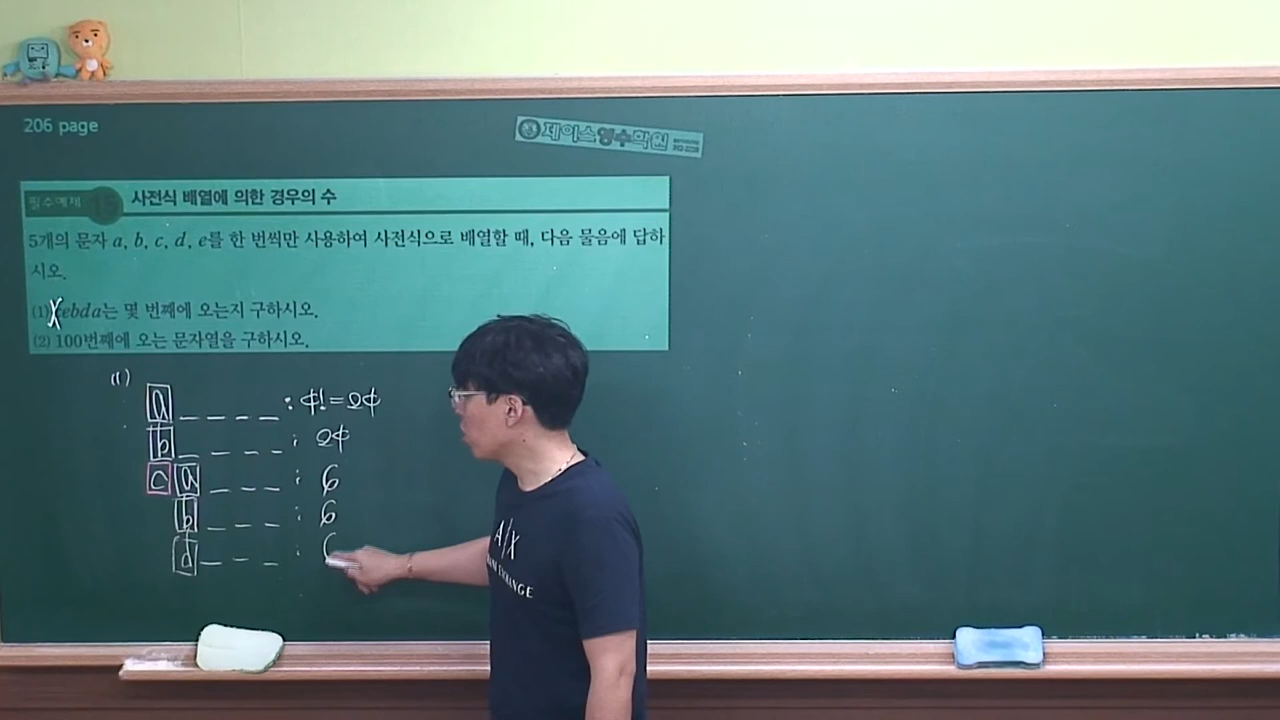 206 page
제이스영수학원
필수예제 15 사전식 배열에 의한 경우의 수
5개의 문자 a, b, c, d, e를 한 번씩만 사용하여 사전식으로 배열할 때, 다음 물음에 답하
시오.
(1) cebda는 몇 번째에 오는지 구하시오.
(2) 100번째에 오는 문자열을 구하시오.
(1)
a _ _ _ _ : 4! = 24
b _ _ _ _ : 24
c a _ _ _ : 6
b _ _ _ : 6
d _ _ _ : 6
A|X
EXCHANGE